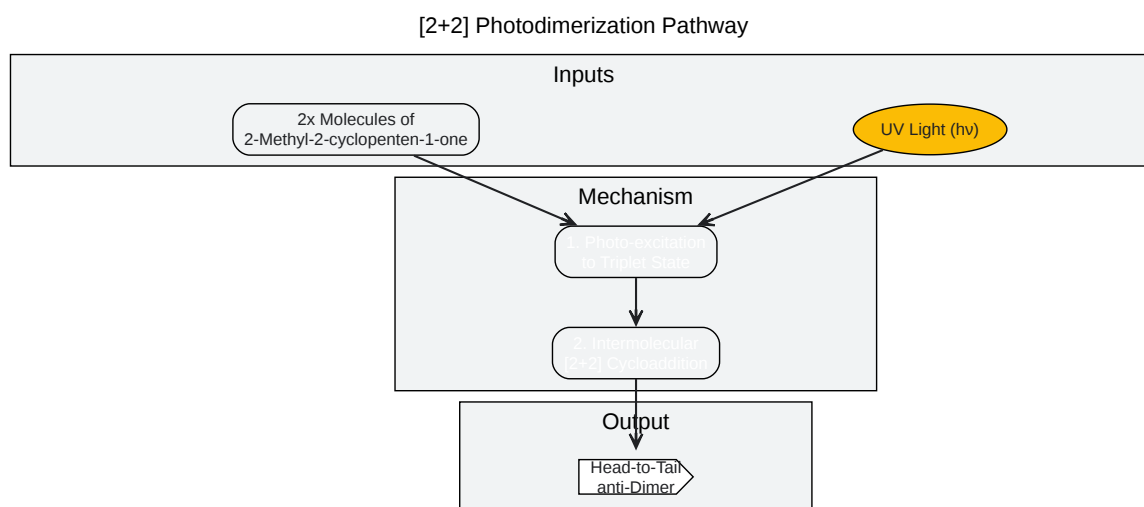 [2+2] Photodimerization Pathway
Inputs
2x Molecules of
2-Methyl-2-cyclopenten-1-one
UV Light (hν)
Mechanism
1. Photo-excitation
to Triplet State
2. Intermolecular
[2+2] Cycloaddition
Output
Head-to-Tail
anti-Dimer